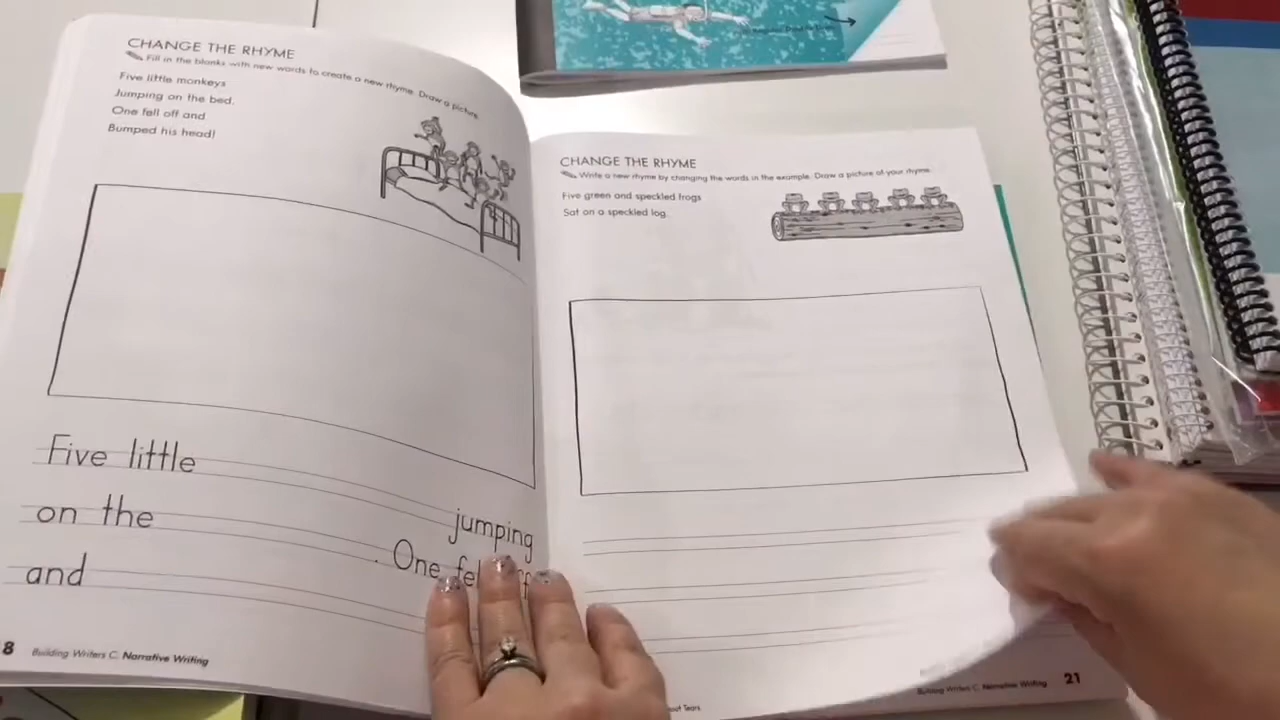 CHANGE THE RHYME
Fill in the blanks with new words to create a new rhyme. Draw a picture.
Five little monkeys
Jumping on the bed.
One fell off and
Bumped his head!
Five little
jumping
on the
. One
and
8 Building Writers C: Narrative Writing
CHANGE THE RHYME
Write a new rhyme by changing the words in the example. Draw a picture of your rhyme.
Five green and speckled frogs
Sat on a speckled log.
Tears
Building Writers C: Narrative Writing 21